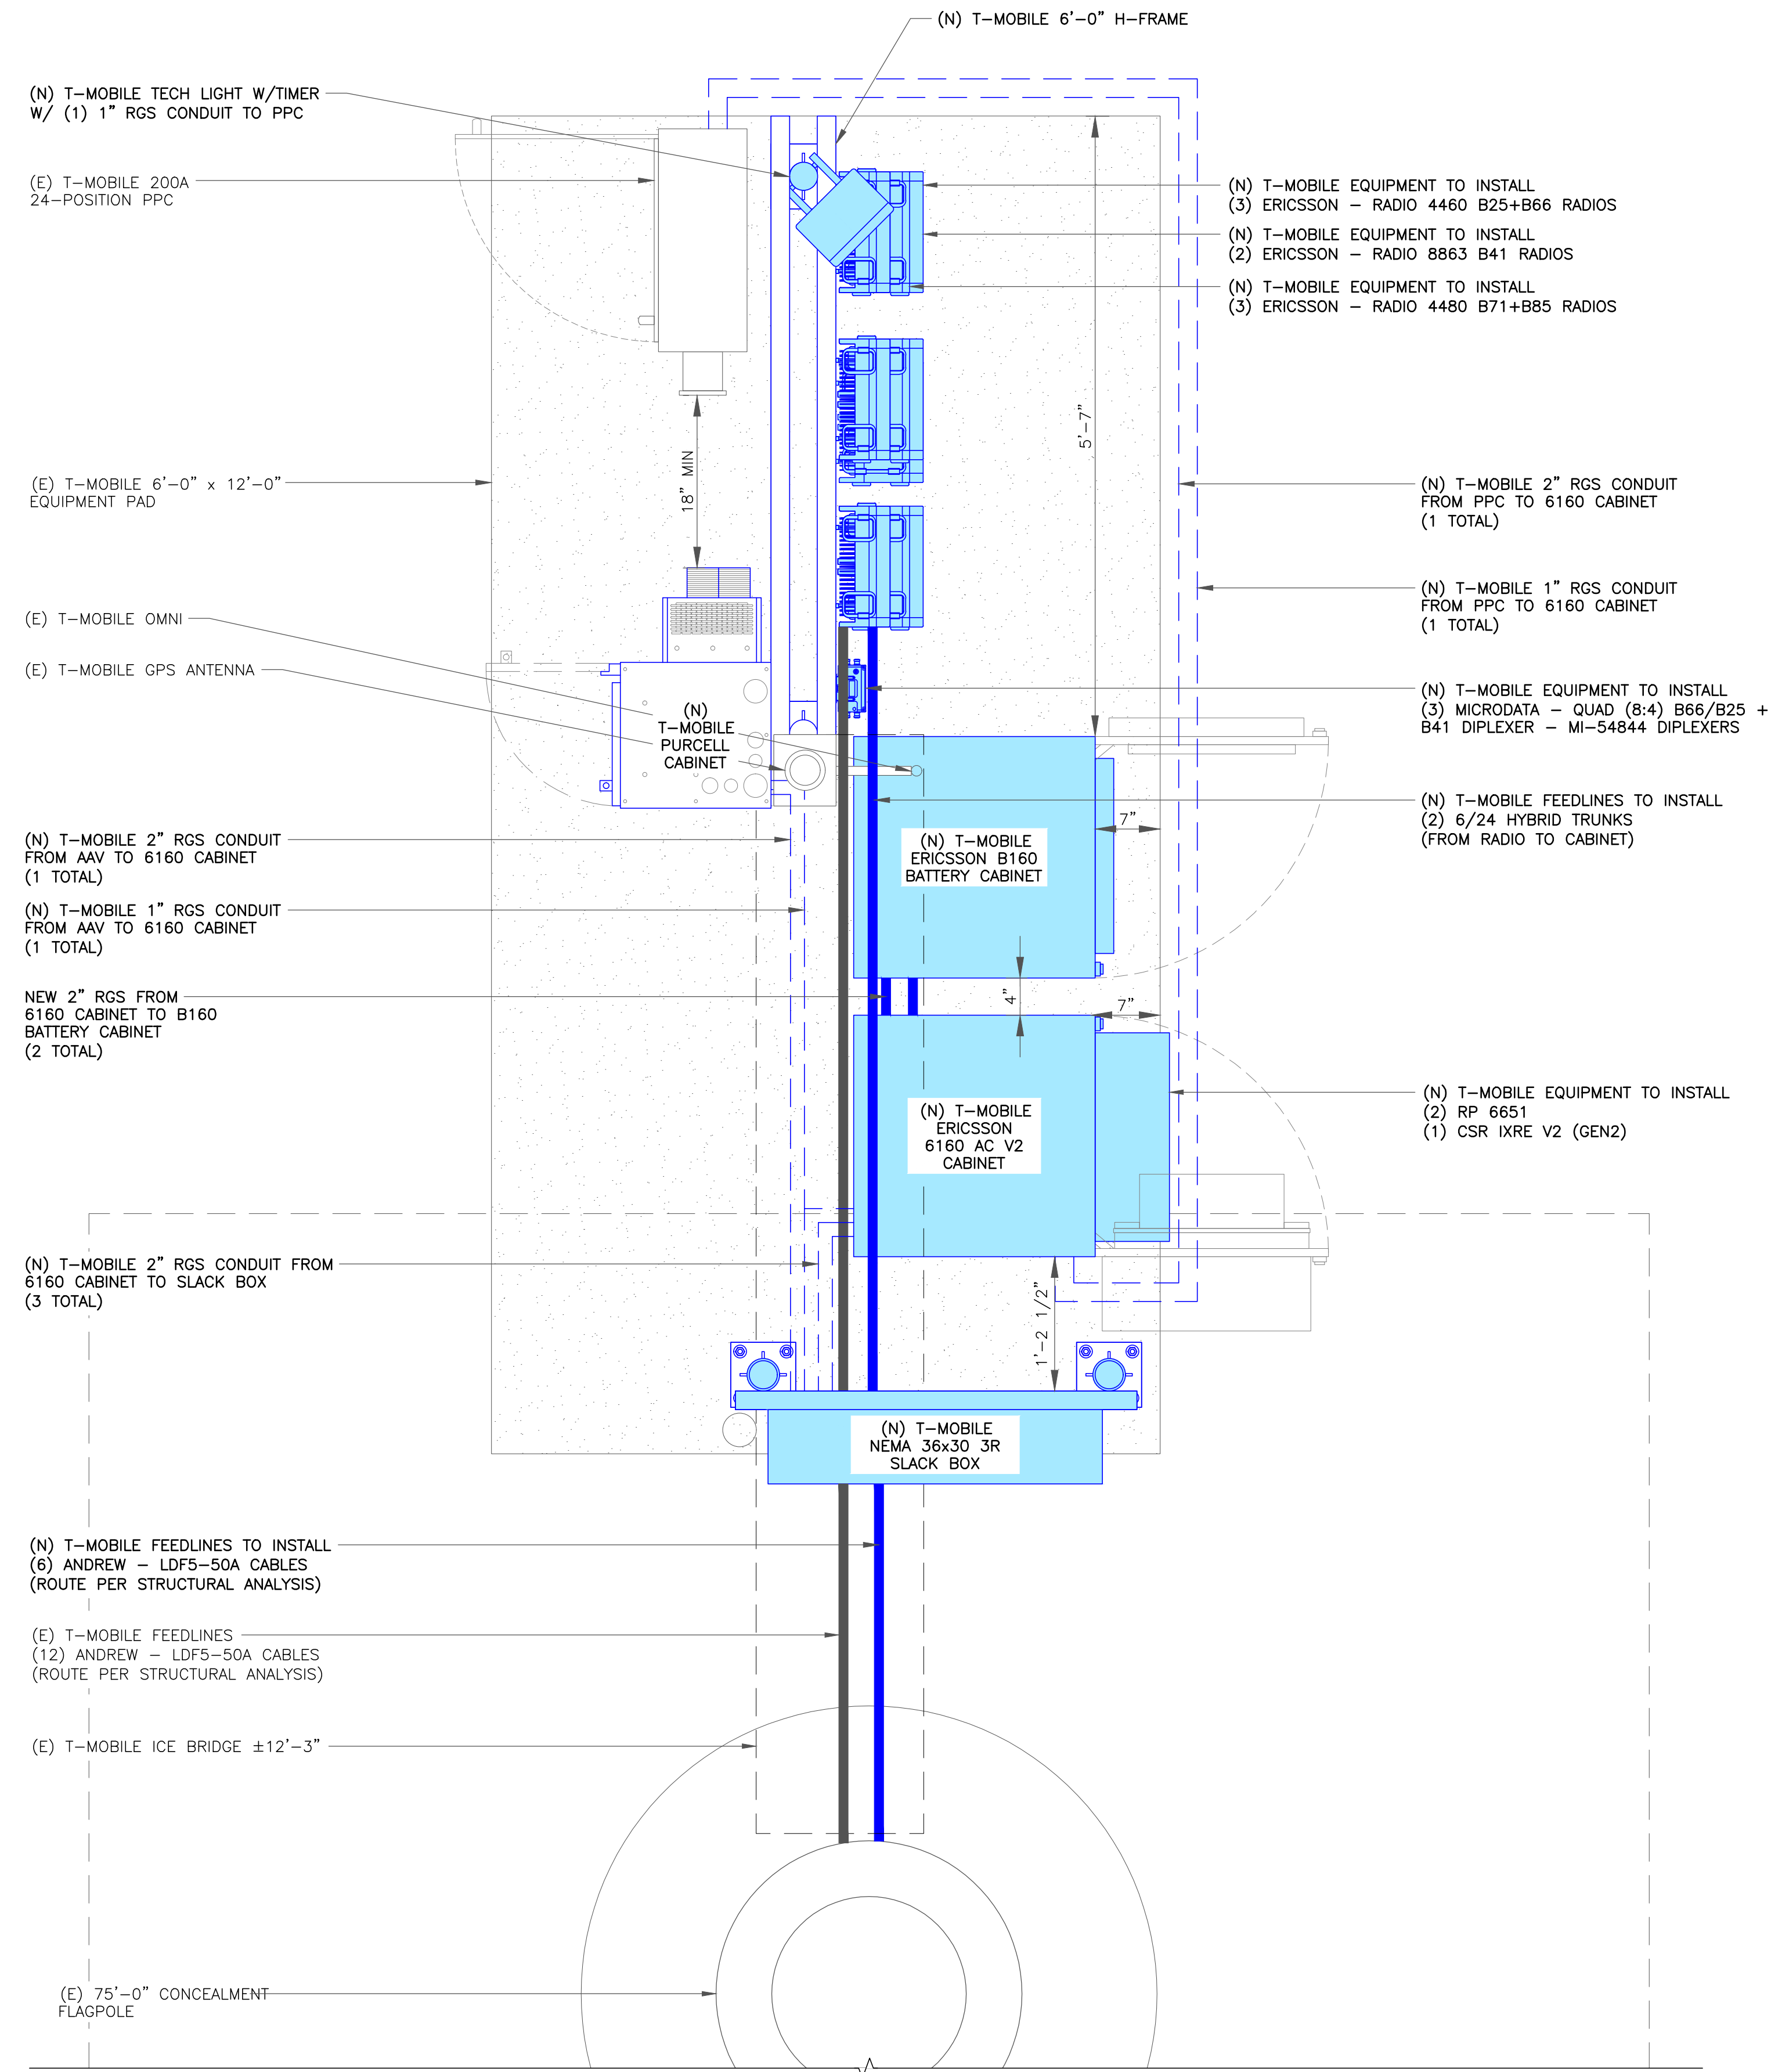 (N) T-MOBILE 6'-0" H-FRAME
(N) T-MOBILE TECH LIGHT W/TIMER
W/ (1) 1" RGS CONDUIT TO PPC
(E) T-MOBILE 200A
24-POSITION PPC
(N) T-MOBILE EQUIPMENT TO INSTALL
(3) ERICSSON - RADIO 4460 B25+B66 RADIOS
(N) T-MOBILE EQUIPMENT TO INSTALL
(2) ERICSSON - RADIO 8863 B41 RADIOS
(N) T-MOBILE EQUIPMENT TO INSTALL
(3) ERICSSON - RADIO 4480 B71+B85 RADIOS
5'-7"
18" MIN
(E) T-MOBILE 6'-0" x 12'-0"
EQUIPMENT PAD
(N) T-MOBILE 2" RGS CONDUIT
FROM PPC TO 6160 CABINET
(1 TOTAL)
(N) T-MOBILE 1" RGS CONDUIT
FROM PPC TO 6160 CABINET
(1 TOTAL)
(E) T-MOBILE OMNI
(E) T-MOBILE GPS ANTENNA
(N)
T-MOBILE
PURCELL
CABINET
(N) T-MOBILE EQUIPMENT TO INSTALL
(3) MICRODATA - QUAD (8:4) B66/B25 +
B41 DIPLEXER - MI-54844 DIPLEXERS
(N) T-MOBILE FEEDLINES TO INSTALL
(2) 6/24 HYBRID TRUNKS
(FROM RADIO TO CABINET)
7"
(N) T-MOBILE
ERICSSON B160
BATTERY CABINET
(N) T-MOBILE 2" RGS CONDUIT
FROM AAV TO 6160 CABINET
(1 TOTAL)
(N) T-MOBILE 1" RGS CONDUIT
FROM AAV TO 6160 CABINET
(1 TOTAL)
NEW 2" RGS FROM
6160 CABINET TO B160
BATTERY CABINET
(2 TOTAL)
4"
7"
(N) T-MOBILE
ERICSSON
6160 AC V2
CABINET
(N) T-MOBILE EQUIPMENT TO INSTALL
(2) RP 6651
(1) CSR IXRE V2 (GEN2)
(N) T-MOBILE 2" RGS CONDUIT FROM
6160 CABINET TO SLACK BOX
(3 TOTAL)
1'-2 1/2"
(N) T-MOBILE
NEMA 36x30 3R
SLACK BOX
(N) T-MOBILE FEEDLINES TO INSTALL
(6) ANDREW - LDF5-50A CABLES
(ROUTE PER STRUCTURAL ANALYSIS)
(E) T-MOBILE FEEDLINES
(12) ANDREW - LDF5-50A CABLES
(ROUTE PER STRUCTURAL ANALYSIS)
(E) T-MOBILE ICE BRIDGE ±12'-3"
(E) 75'-0" CONCEALMENT
FLAGPOLE